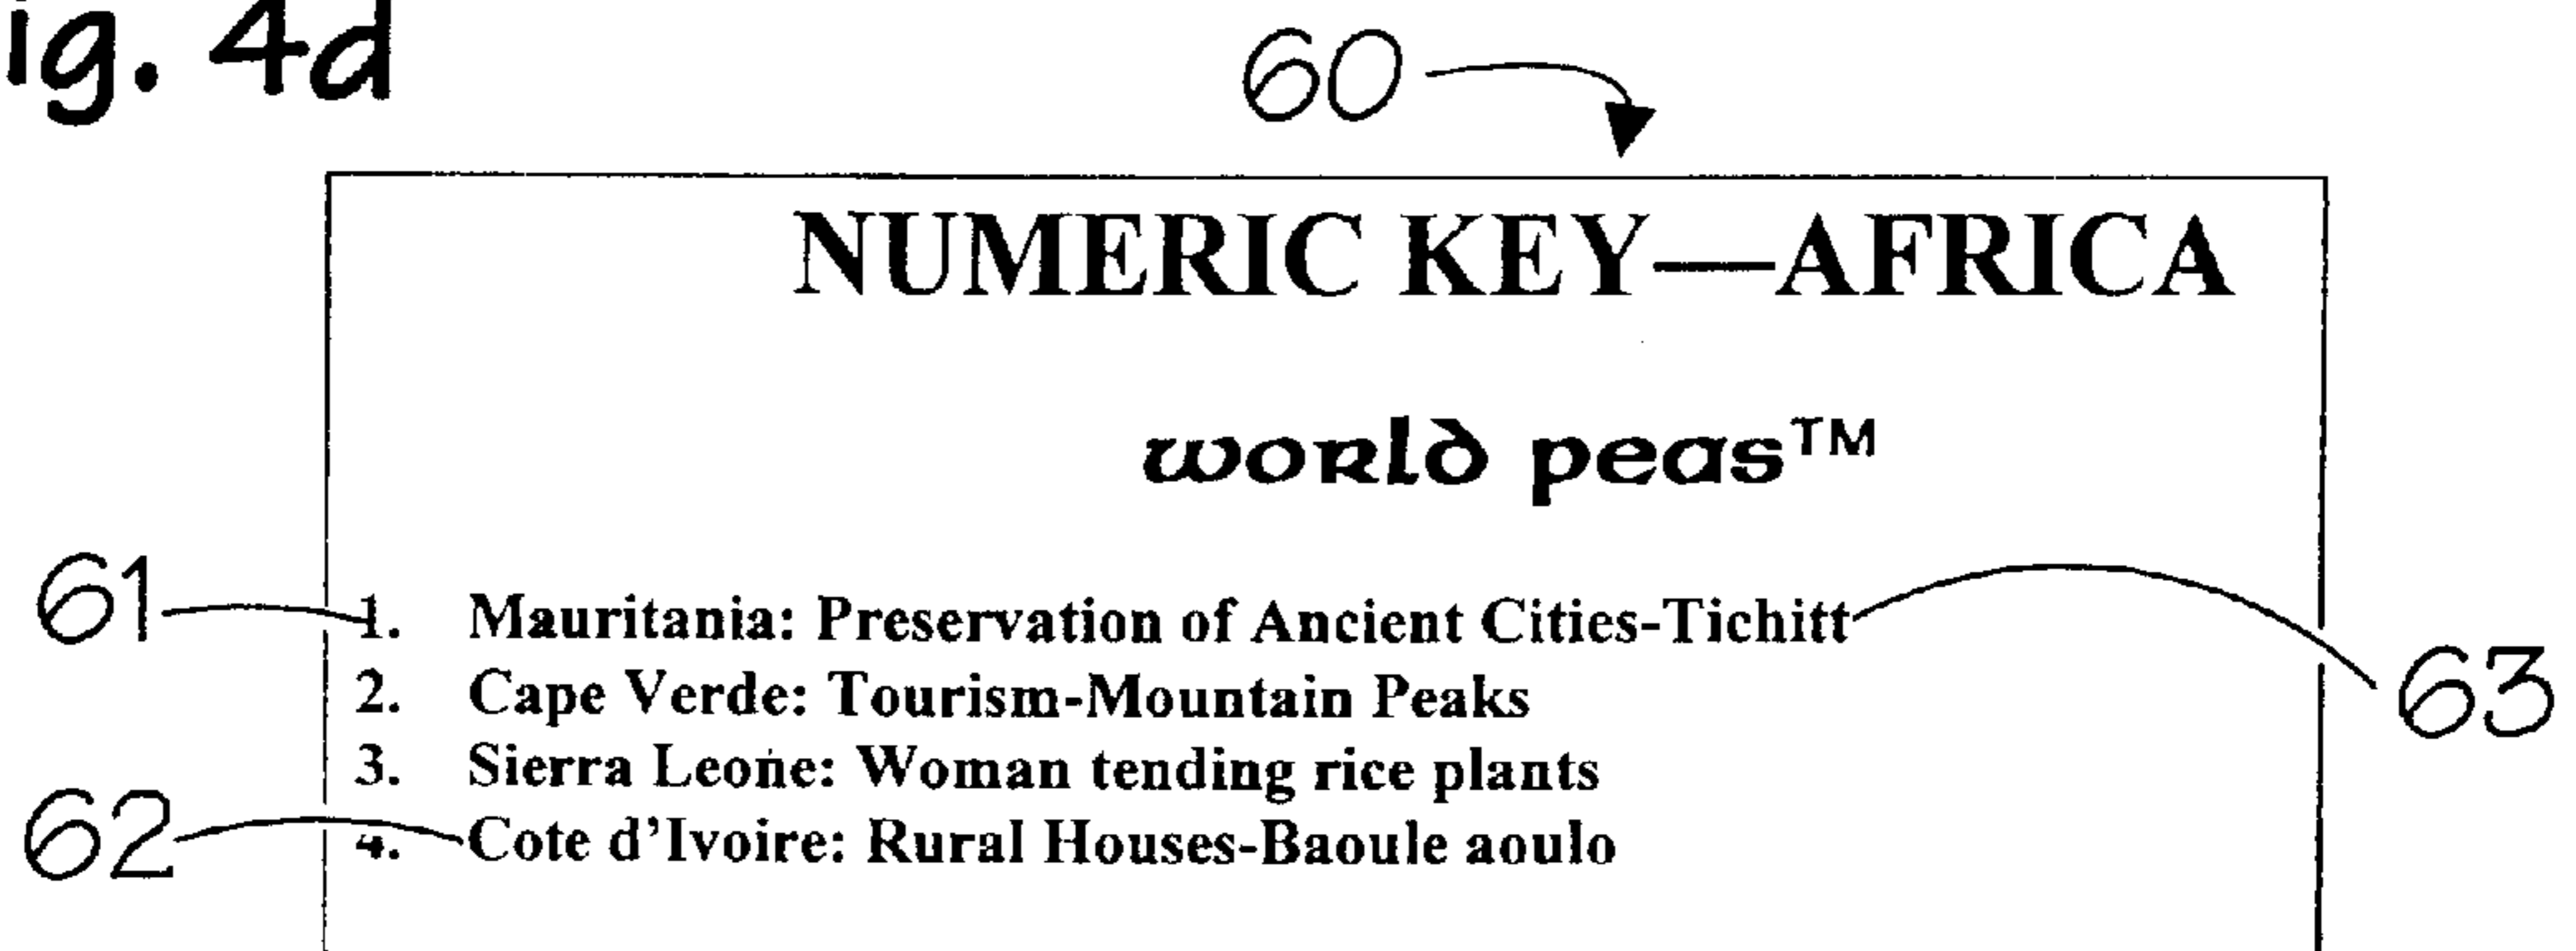 ig. 4d
60
NUMERIC KEY—AFRICA
world peas™
61
1. Mauritania: Preservation of Ancient Cities-Tichitt
2. Cape Verde: Tourism-Mountain Peaks
63
3. Sierra Leone: Woman tending rice plants
62
4. Cote d'Ivoire: Rural Houses-Baoule aoulo